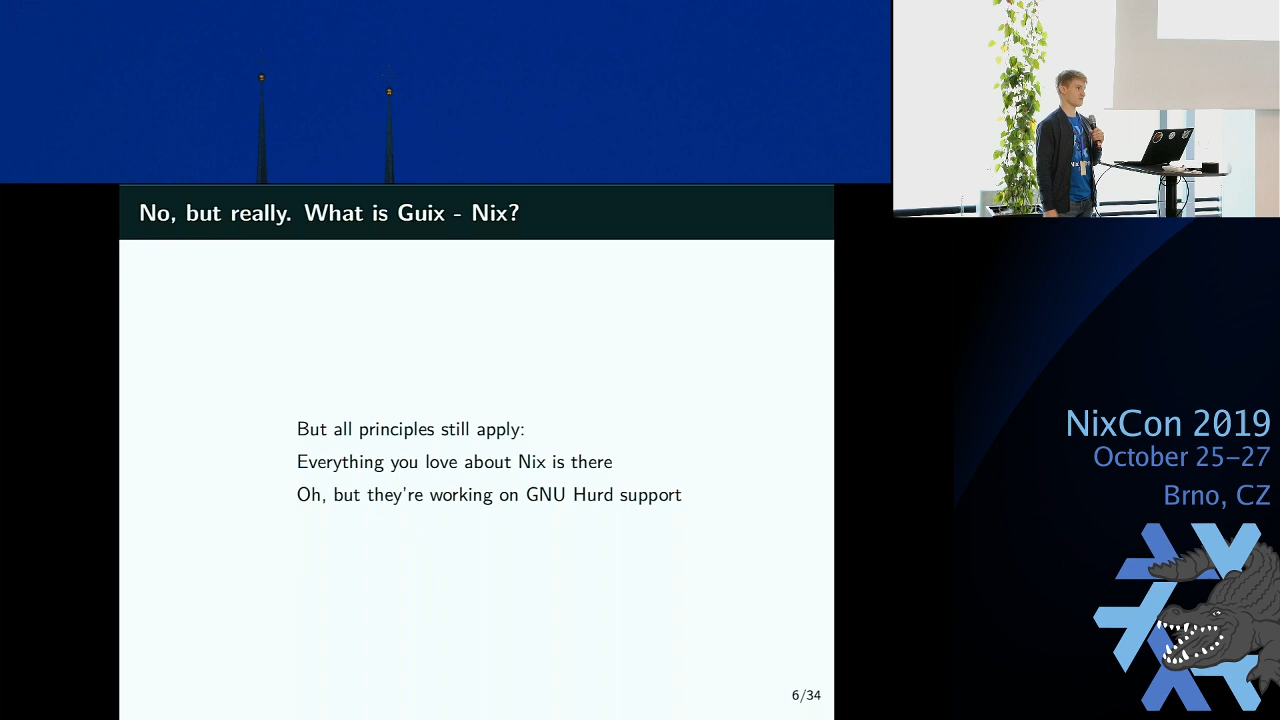 No, but really. What is Guix - Nix?
But all principles still apply:
Everything you love about Nix is there
Oh, but they're working on GNU Hurd support
6/34
NixCon 2019
October 25–27
Brno, CZ